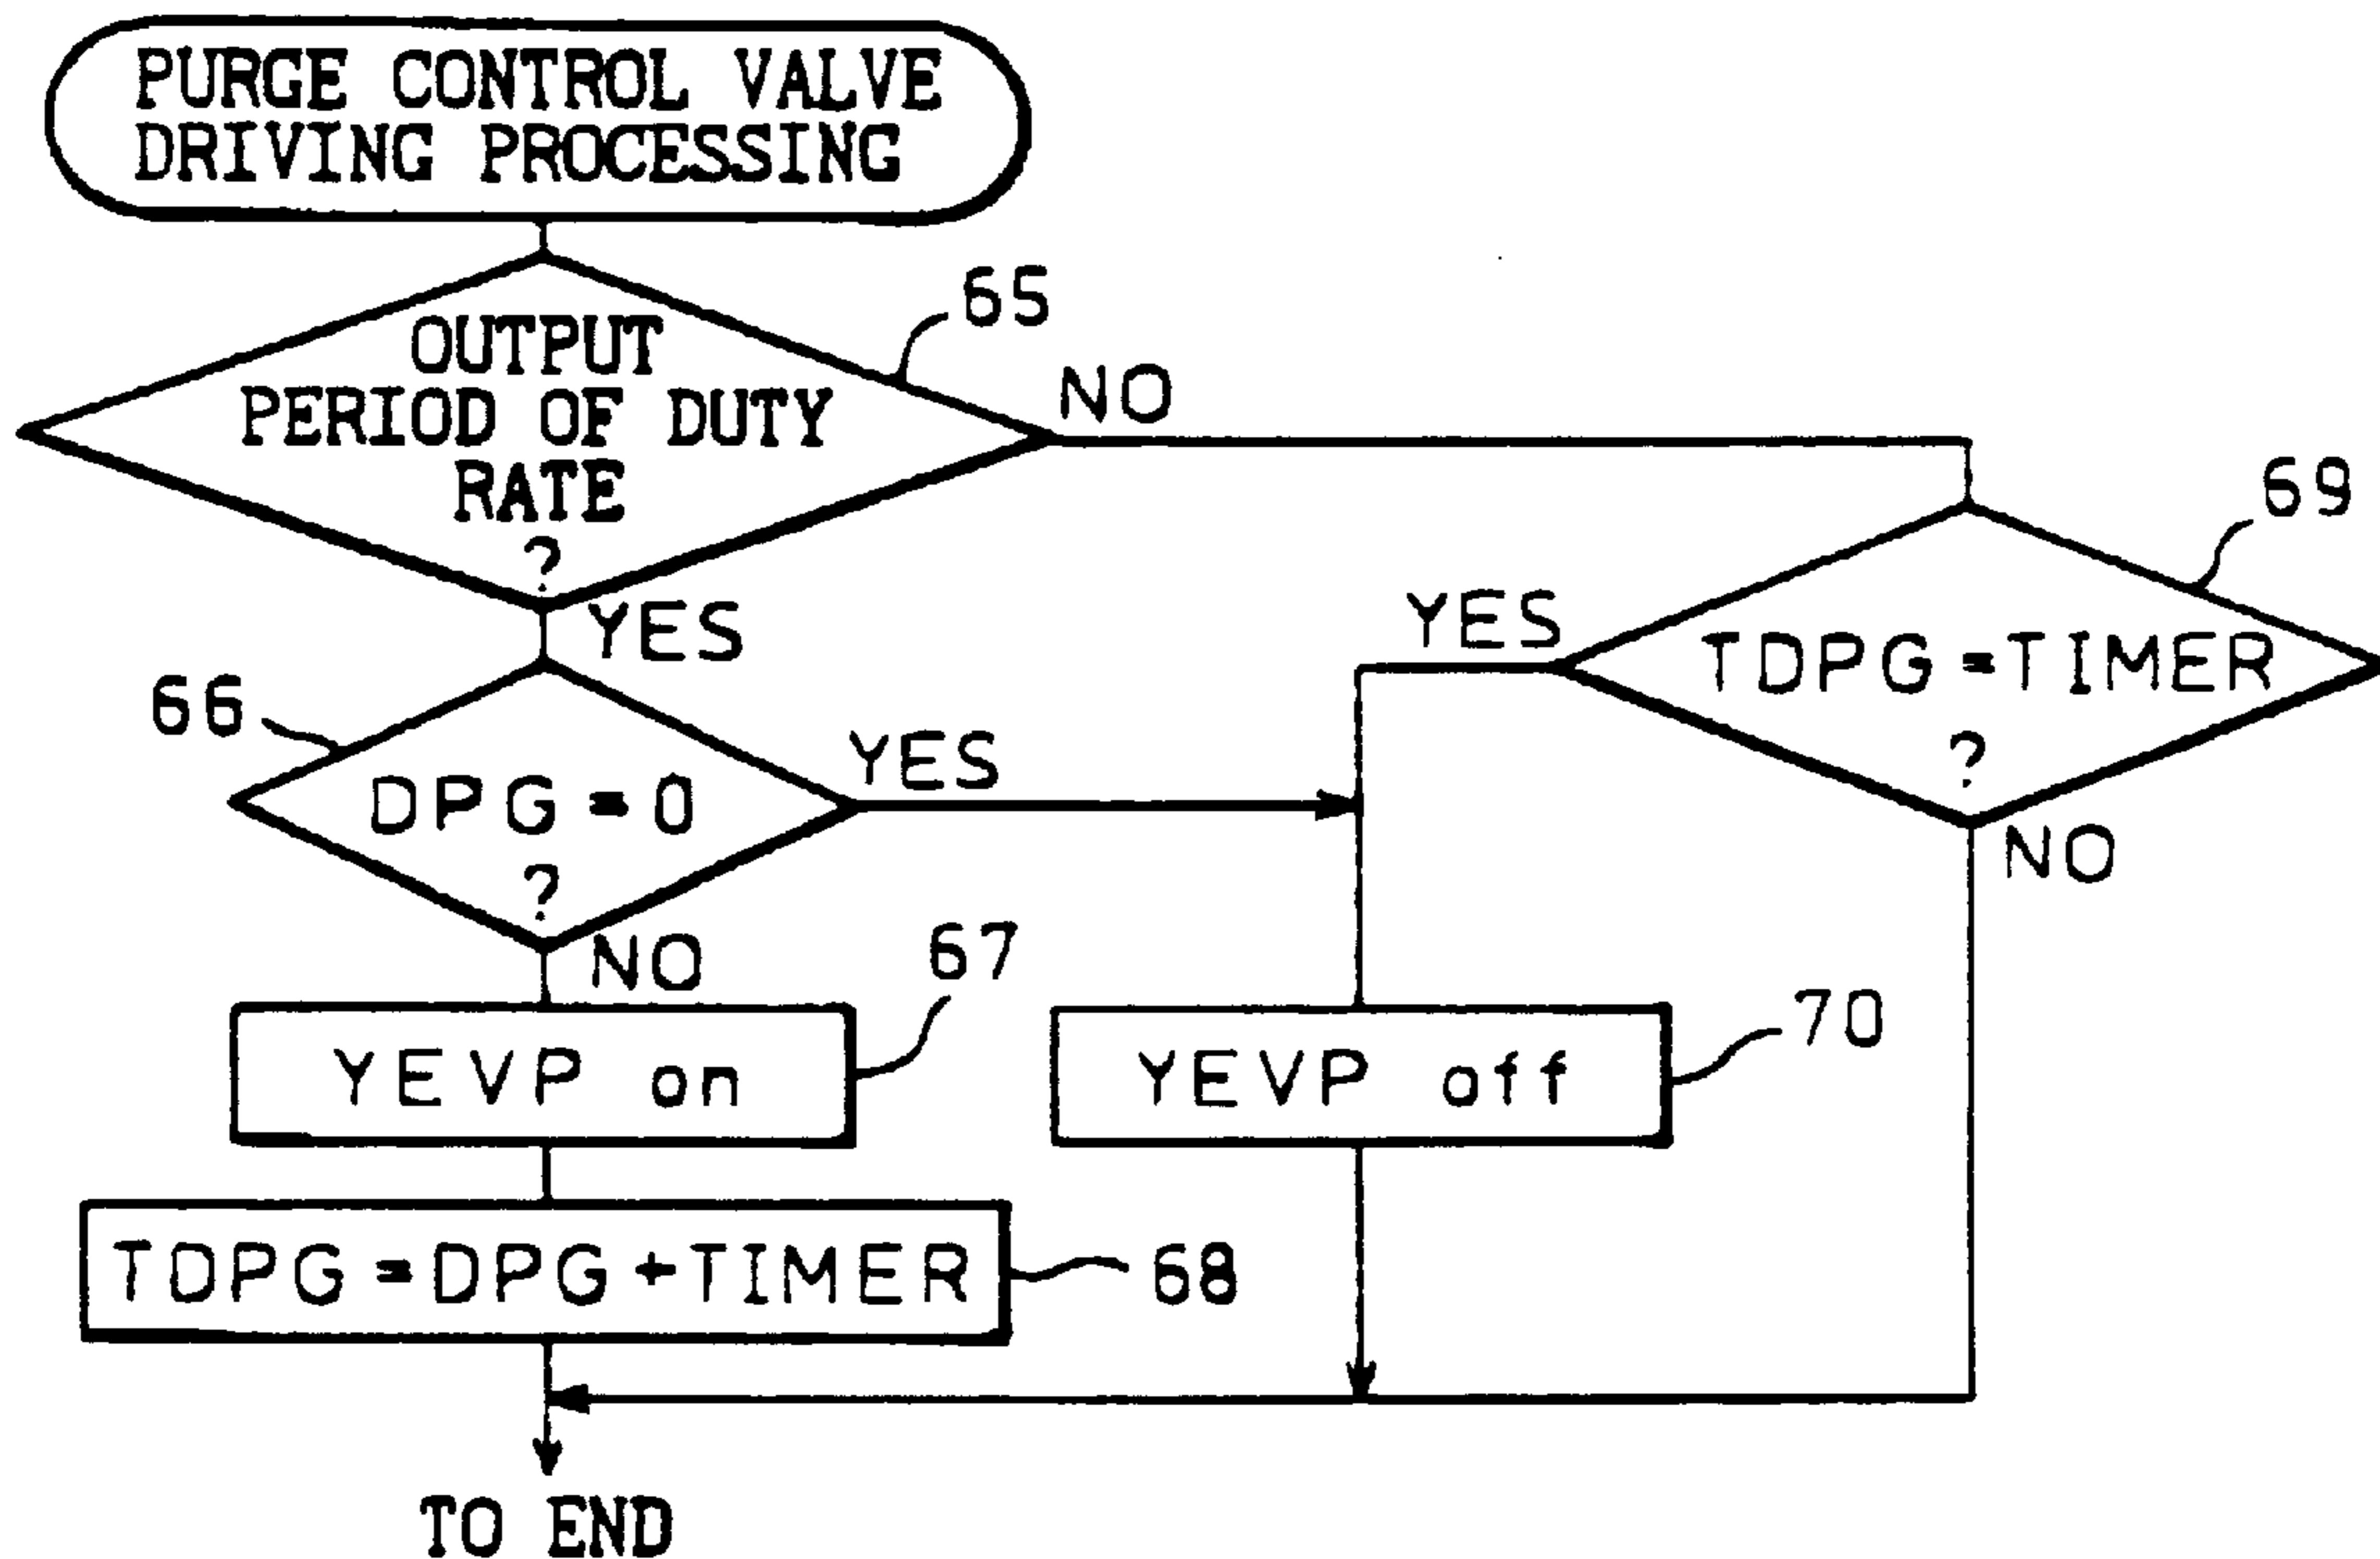 PURGE CONTROL VALVE
DRIVING PROCESSING
65
OUTPUT
PERIOD OF DUTY
RATE
?
NO
YES
69
TDPG=TIMER
?
YES
NO
66
DPG=0
?
YES
NO
67
YEVP on
70
YEVP off
TDPG=DPG+TIMER
68
TO END